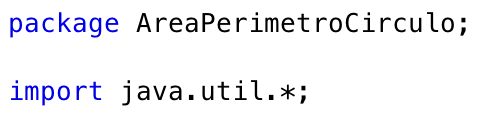 package AreaPerimetroCirculo;
import java.util.*;